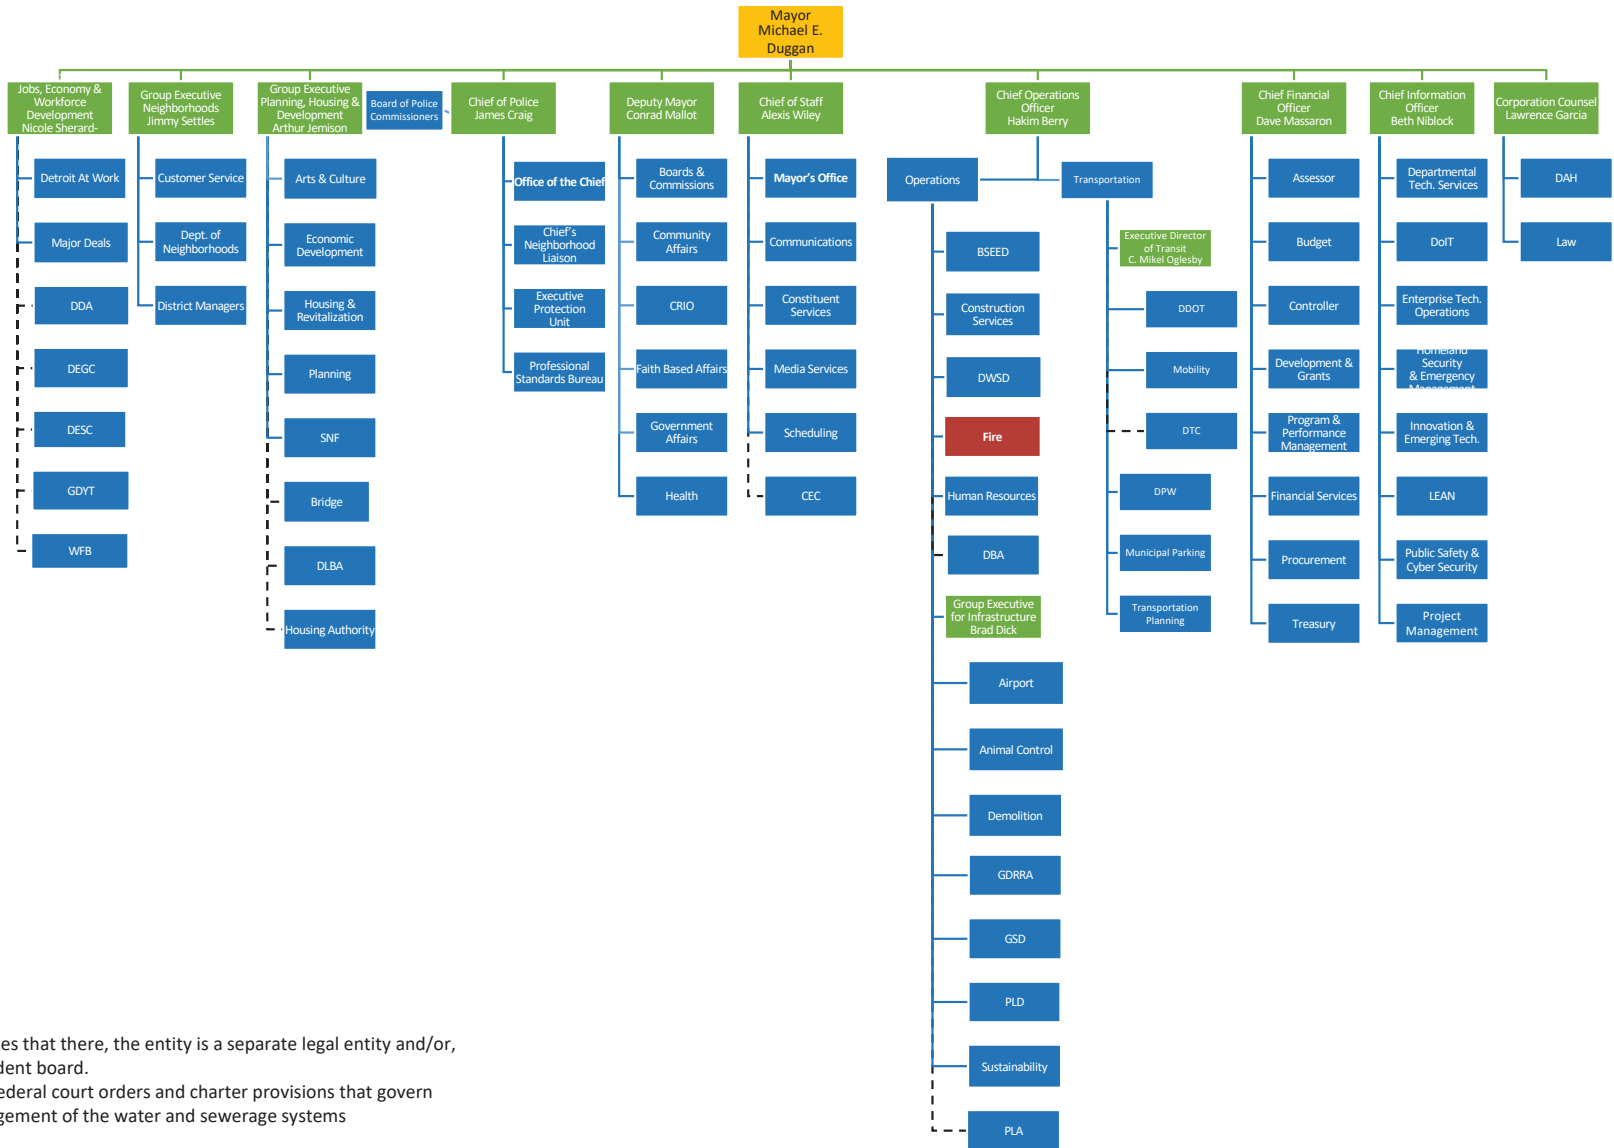 Mayor
Michael E.
Duggan
Jobs, Economy &
Workforce
Development
Nicole Sherard-
Group Executive
Neighborhoods
Jimmy Settles
Group Executive
Planning, Housing &
Development
Arthur Jemison
Board of Police
Commissioners
Chief of Police
James Craig
Deputy Mayor
Conrad Mallot
Chief of Staff
Alexis Wiley
Chief Operations
Officer
Hakim Berry
Chief Financial
Officer
Dave Massaron
Chief Information
Officer
Beth Niblock
Corporation Counsel
Lawrence Garcia
Detroit At Work
Major Deals
DDA
DEGC
DESC
GDYT
WFB
Customer Service
Dept. of
Neighborhoods
District Managers
Arts & Culture
Economic
Development
Housing &
Revitalization
Planning
SNF
Bridge
DLBA
Housing Authority
Office of the Chief
Chief's
Neighborhood
Liaison
Executive
Protection
Unit
Professional
Standards Bureau
Boards &
Commissions
Community
Affairs
CRIO
Faith Based Affairs
Government
Affairs
Health
Mayor's Office
Communications
Constituent
Services
Media Services
Scheduling
CEC
Operations
BSEED
Construction
Services
DWSD
Fire
Human Resources
DBA
Group Executive
for Infrastructure
Brad Dick
Airport
Animal Control
Demolition
GDRRA
GSD
PLD
Sustainability
PLA
Transportation
Executive Director
of Transit
C. Mikel Oglesby
DDOT
Mobility
DTC
DPW
Municipal Parking
Transportation
Planning
Assessor
Budget
Controller
Development &
Grants
Program &
Performance
Management
Financial Services
Procurement
Treasury
Departmental
Tech. Services
DoIT
Enterprise Tech.
Operations
Homeland
Security
& Emergency
Management
Innovation &
Emerging Tech.
LEAN
Public Safety &
Cyber Security
Project
Management
DAH
Law
tes that there, the entity is a separate legal entity and/or,
dent board.
ederal court orders and charter provisions that govern
gement of the water and sewerage systems